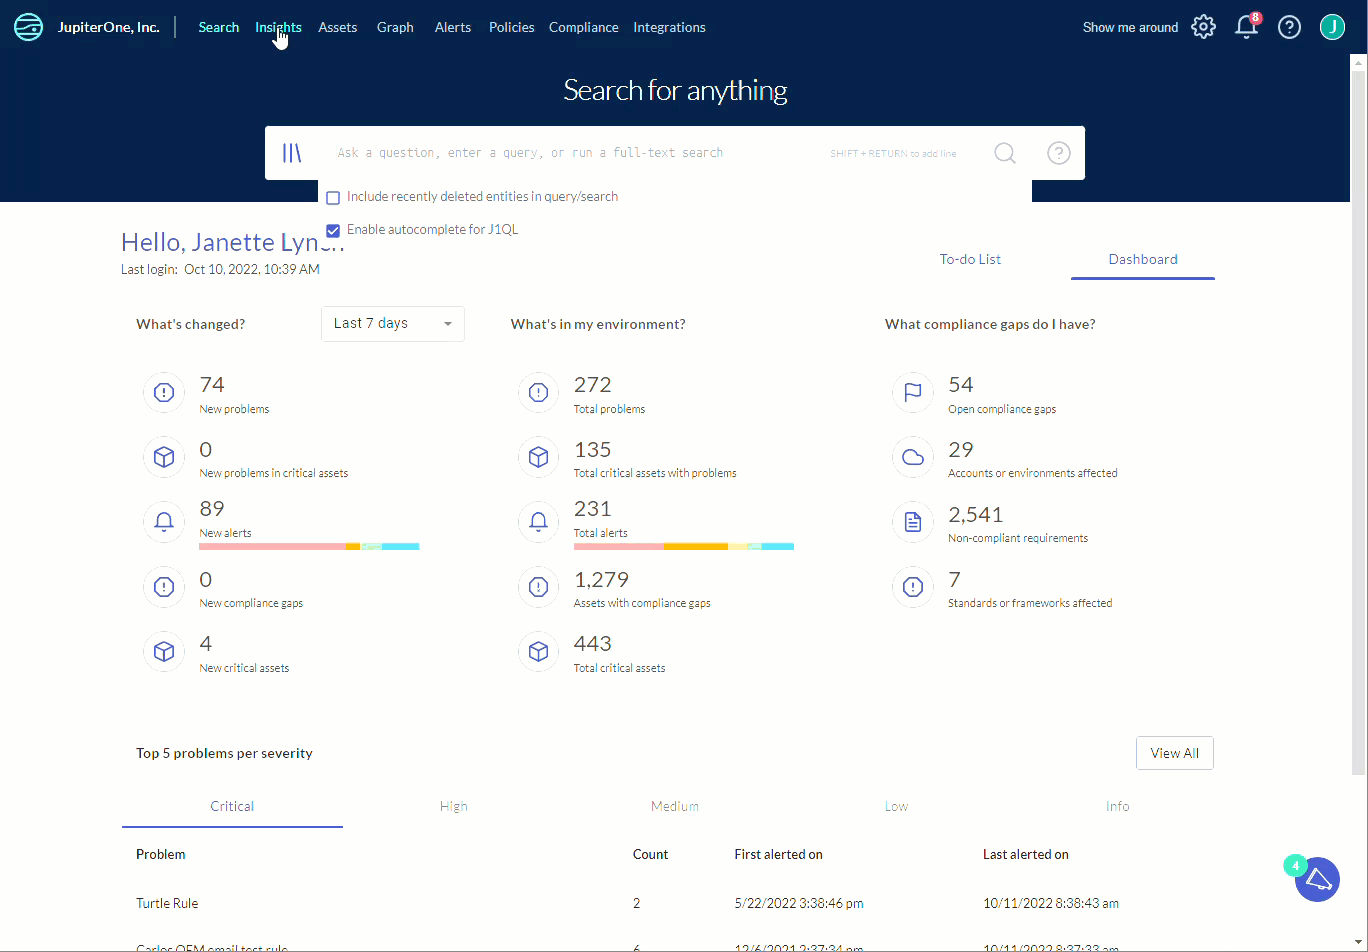 JupiterOne, Inc.
Search Insights Assets Graph Alerts Policies Compliance Integrations
Show me around
8
J
Search for anything
Ask a question, enter a query, or run a full-text search
SHIFT + RETURN to add line
Include recently deleted entities in query/search
Enable autocomplete for J1QL
Hello, Janette
Last login: Oct 10, 2022, 10:39 AM
To-do List
Dashboard
What's changed?
Last 7 days
74
New problems
0
New problems in critical assets
89
New alerts
0
New compliance gaps
4
New critical assets
What's in my environment?
272
Total problems
135
Total critical assets with problems
231
Total alerts
1,279
Assets with compliance gaps
443
Total critical assets
What compliance gaps do I have?
54
Open compliance gaps
29
Accounts or environments affected
2,541
Non-compliant requirements
7
Standards or frameworks affected
Top 5 problems per severity
View All
Critical High Medium Low Info
Problem Count First alerted on Last alerted on
Turtle Rule 2 5/22/2022 3:38:46 pm 10/11/2022 8:38:43 am
Carlos OEM email test rule 6 12/6/2021 2:37:34 pm 10/11/2022 8:37:33 am
4